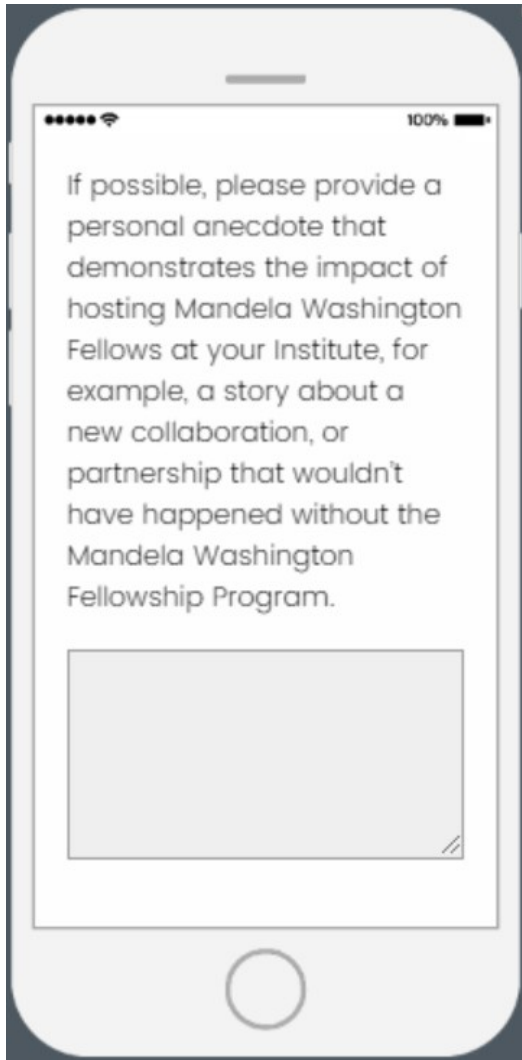 100%
If possible, please provide a
personal anecdote that
demonstrates the impact of
hosting Mandela Washington
Fellows at your Institute, for
example, a story about a
new collaboration, or
partnership that wouldn't
have happened without the
Mandela Washington
Fellowship Program.